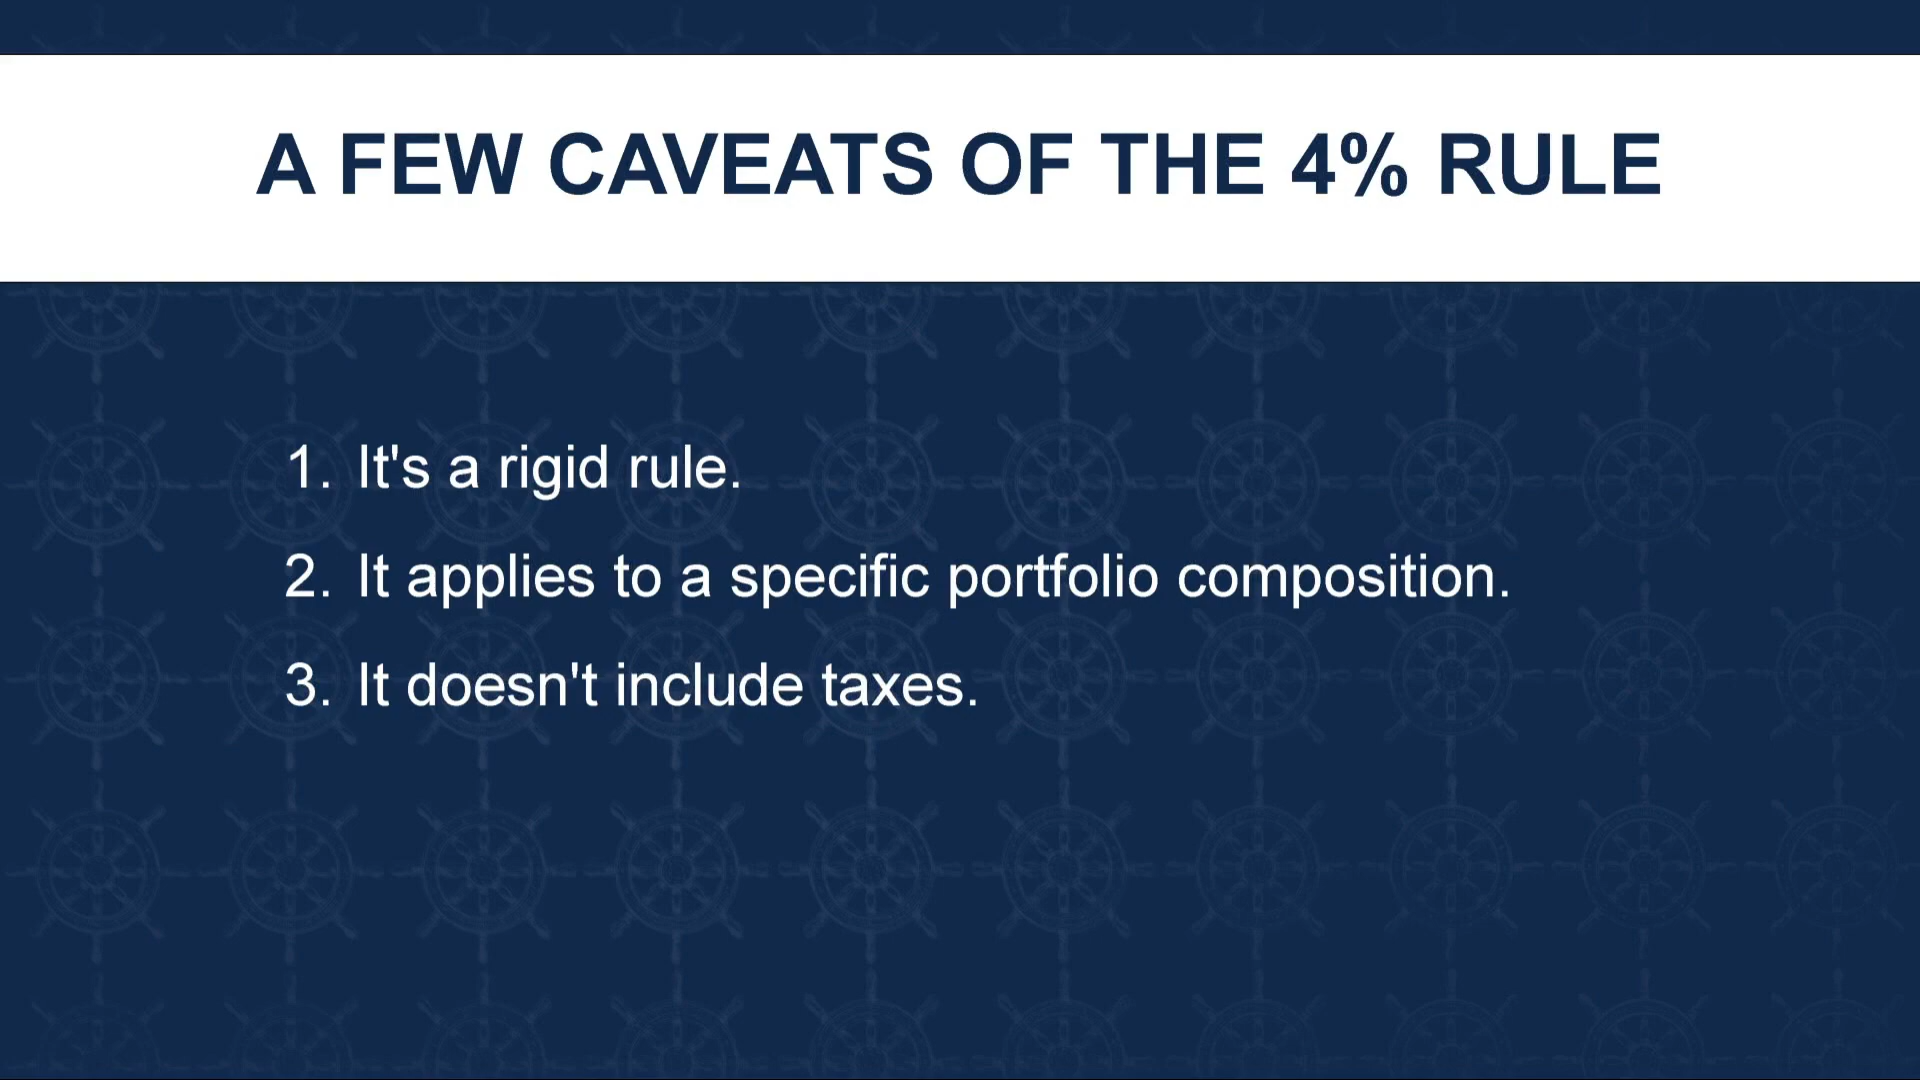 A FEW CAVEATS OF THE 4% RULE
1. It's a rigid rule.
2. It applies to a specific portfolio composition.
3. It doesn't include taxes.